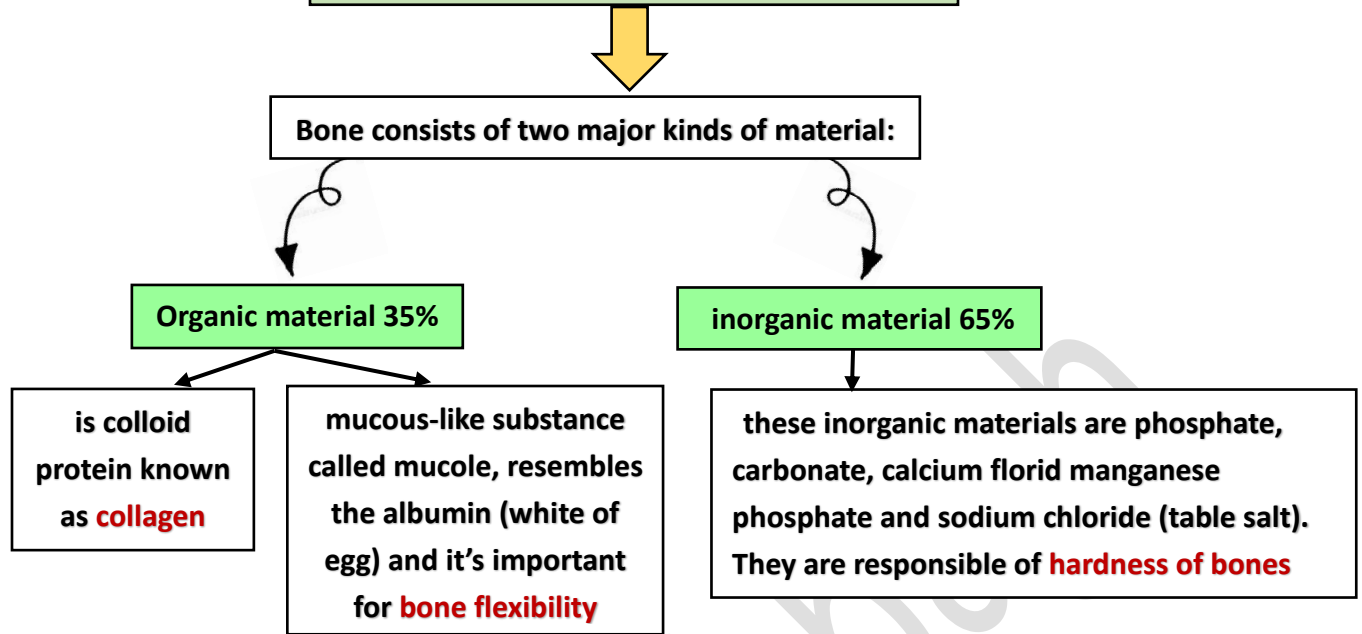 Bone consists of two major kinds of material:
Organic material 35%
inorganic material 65%
is colloid
protein known
as collagen
mucous-like substance
called mucole, resembles
the albumin (white of
egg) and it's important
for bone flexibility
these inorganic materials are phosphate,
carbonate, calcium florid manganese
phosphate and sodium chloride (table salt).
They are responsible of hardness of bones